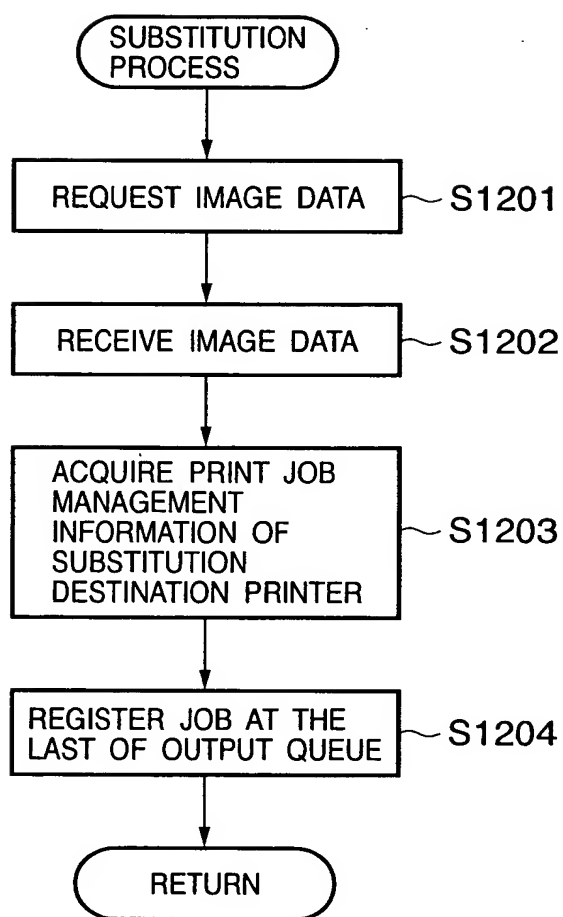 SUBSTITUTION
PROCESS
REQUEST IMAGE DATA
S1201
RECEIVE IMAGE DATA
S1202
ACQUIRE PRINT JOB
MANAGEMENT
INFORMATION OF
SUBSTITUTION
DESTINATION PRINTER
S1203
REGISTER JOB AT THE
LAST OF OUTPUT QUEUE
S1204
RETURN